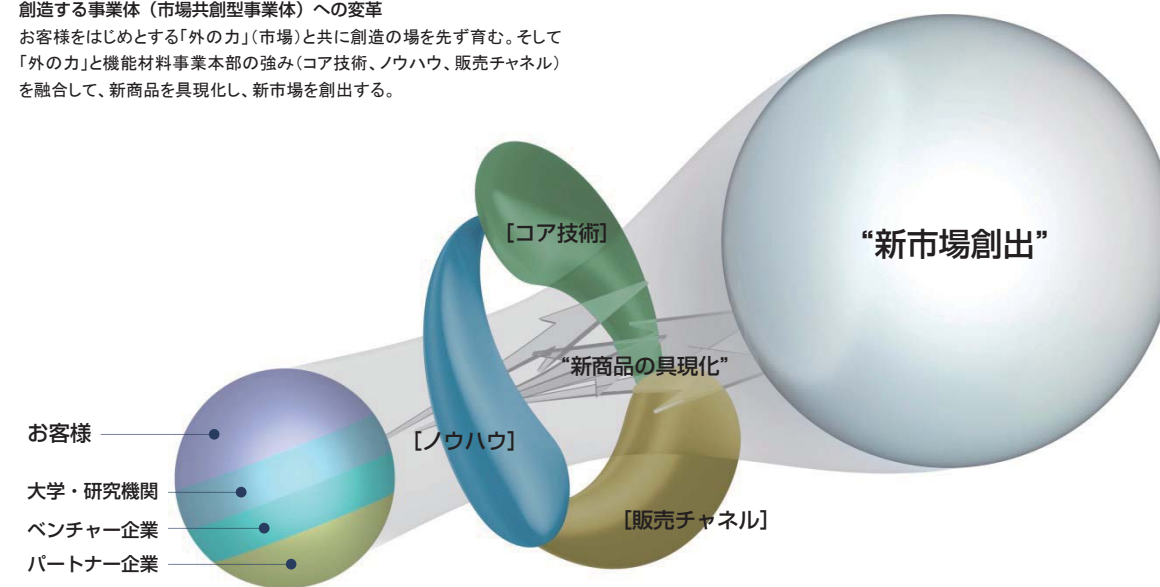 創造する事業体（市場共創型事業体）への変革
お客様をはじめとする「外の力」（市場）と共に創造の場を先ず育む。そして
「外の力」と機能材料事業本部の強み（コア技術、ノウハウ、販売チャネル）
を融合して、新商品を具現化し、新市場を創出する。
［コア技術］
“新市場創出”
“新商品の具現化”
お客様
［ノウハウ］
大学・研究機関
［販売チャネル］
ベンチャー企業
パートナー企業